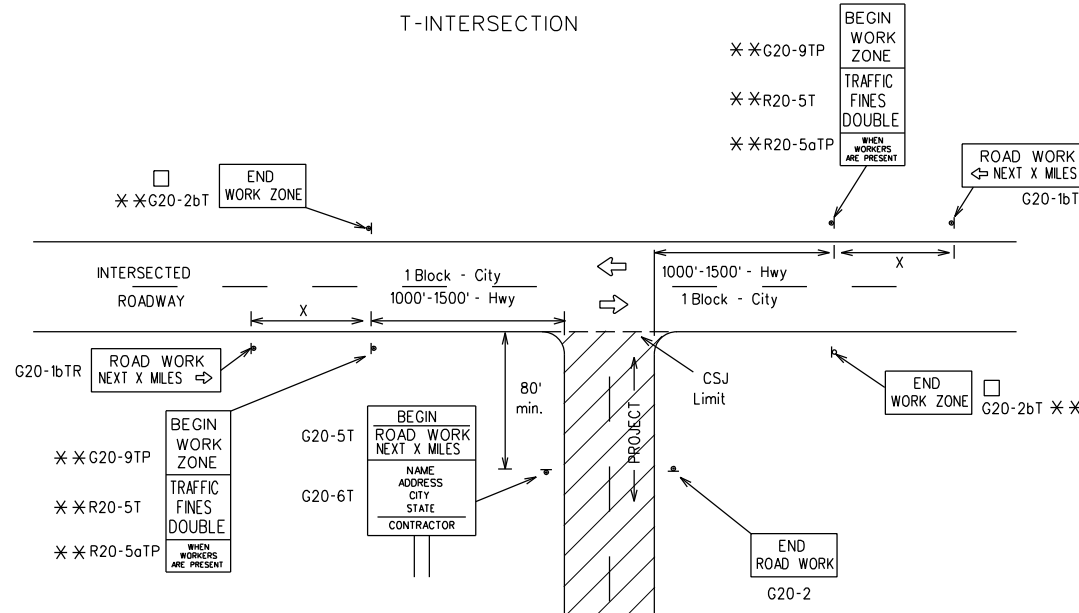 T-INTERSECTION
**G20-9TP
BEGIN
WORK
ZONE
**R20-5T
TRAFFIC
FINES
DOUBLE
**R20-5aTP
WHEN
WORKERS
ARE PRESENT
ROAD WORK
⇦ NEXT X MILES
G20-1bT
□
**G20-2bT
END
WORK ZONE
INTERSECTED
ROADWAY
1 Block - City
1000'-1500' - Hwy
X
⇦
⇨
1000'-1500' - Hwy
1 Block - City
X
G20-1bTR
ROAD WORK
NEXT X MILES ⇨
80'
min.
CSJ
Limit
END
WORK ZONE
□
G20-2bT **
PROJECT
**G20-9TP
BEGIN
WORK
ZONE
**R20-5T
TRAFFIC
FINES
DOUBLE
**R20-5aTP
WHEN
WORKERS
ARE PRESENT
G20-5T
BEGIN
ROAD WORK
NEXT X MILES
G20-6T
NAME
ADDRESS
CITY
STATE
CONTRACTOR
END
ROAD WORK
G20-2